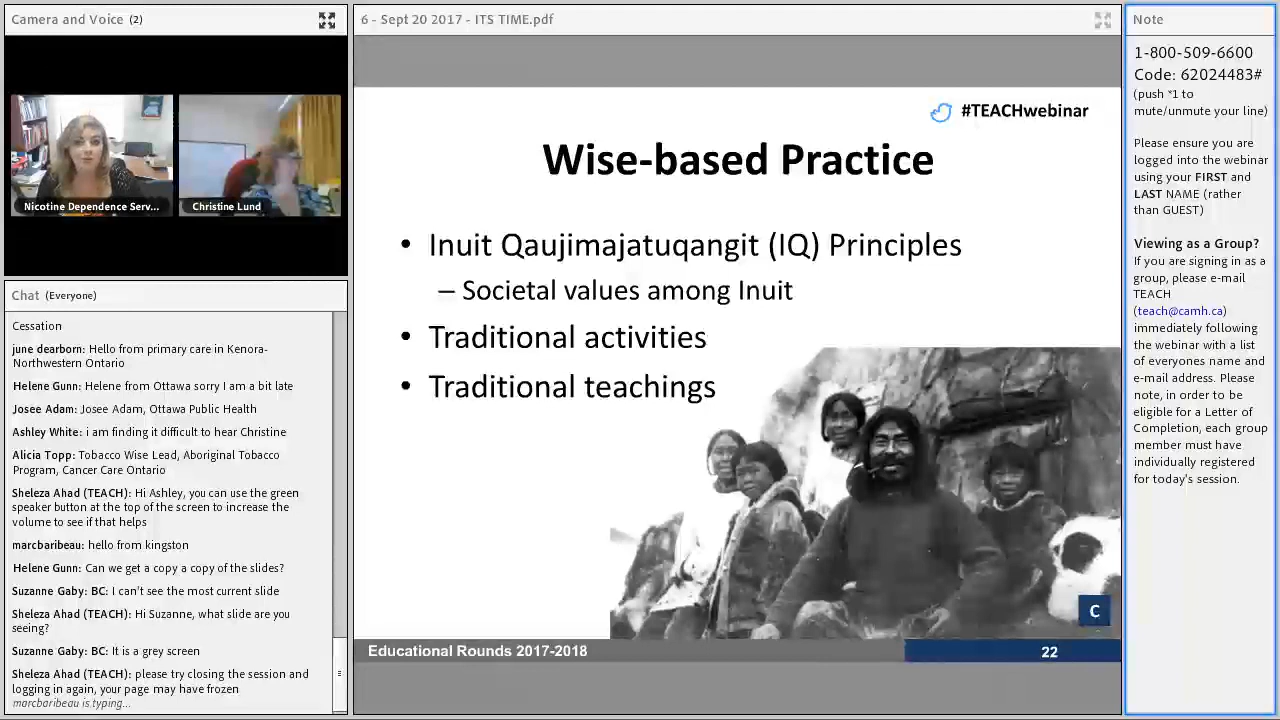 Camera and Voice (2)
Nicotine Dependence Serv...
Christine Lund
Chat (Everyone)
Cessation
june dearborn: Hello from primary care in Kenora-
Northwestern Ontario
Helene Gunn: Helene from Ottawa sorry I am a bit late
Josee Adam: Josee Adam, Ottawa Public Health
Ashley White: i am finding it difficult to hear Christine
Alicia Topp: Tobacco Wise Lead, Aboriginal Tobacco
Program, Cancer Care Ontario
Sheleza Ahad (TEACH): Hi Ashley, you can use the green
speaker button at the top of the screen to increase the
volume to see if that helps
marcbaribeau: hello from kingston
Helene Gunn: Can we get a copy a copy of the slides?
Suzanne Gaby: BC: I can't see the most current slide
Sheleza Ahad (TEACH): Hi Suzanne, what slide are you
seeing?
Suzanne Gaby: BC: It is a grey screen
Sheleza Ahad (TEACH): please try closing the session and
logging in again, your page may have frozen
marcbaribeau is typing...
6 - Sept 20 2017 - ITS TIME.pdf
#TEACHwebinar
Wise-based Practice
• Inuit Qaujimajatuqangit (IQ) Principles
– Societal values among Inuit
• Traditional activities
• Traditional teachings
C
Educational Rounds 2017-2018
22
Note
1-800-509-6600
Code: 62024483#
(push *1 to
mute/unmute your line)
Please ensure you are
logged into the webinar
using your FIRST and
LAST NAME (rather
than GUEST)
Viewing as a Group?
If you are signing in as a
group, please e-mail
TEACH
(teach@camh.ca)
immediately following
the webinar with a list
of everyones name and
e-mail address. Please
note, in order to be
eligible for a Letter of
Completion, each group
member must have
individually registered
for today's session.